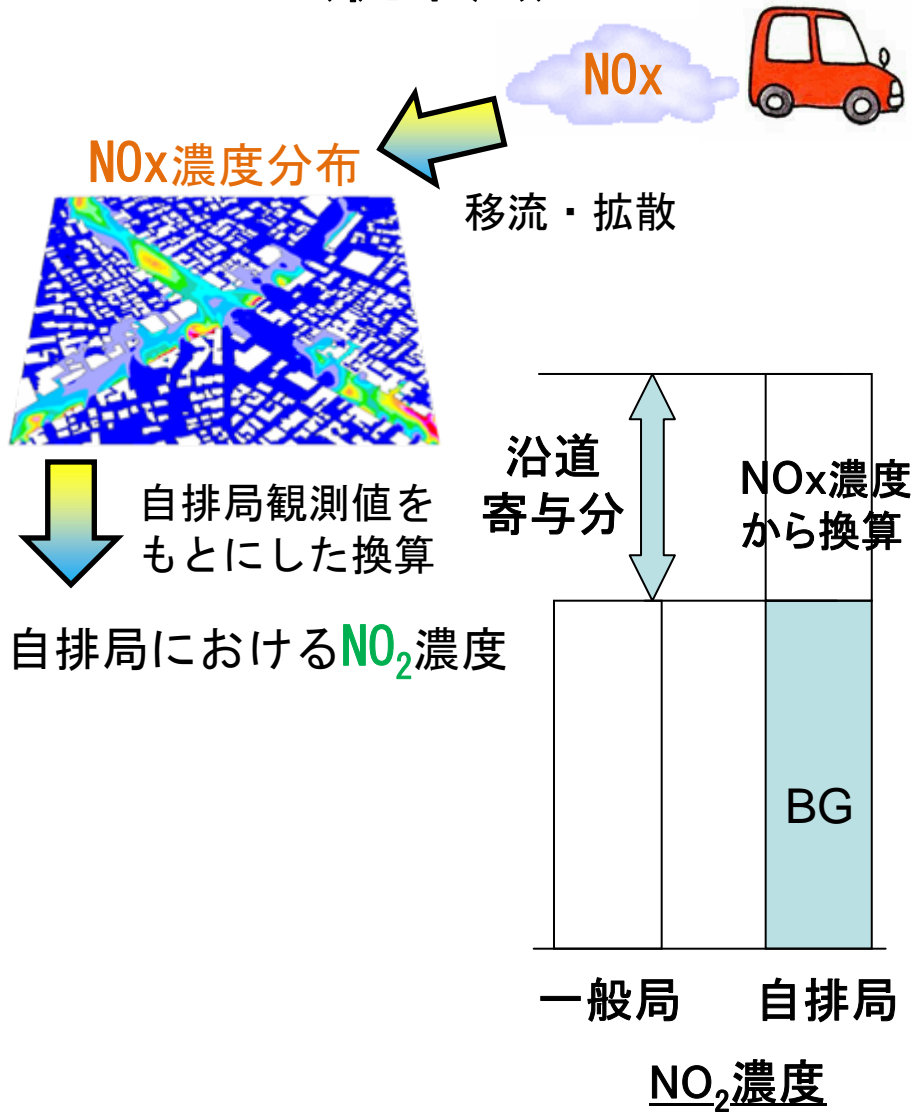 NOx
NOx濃度分布
移流・拡散
沿道
寄与分
NOx濃度
から換算
自排局観測値を
もとにした換算
自排局におけるNO₂濃度
BG
一般局
自排局
NO₂濃度